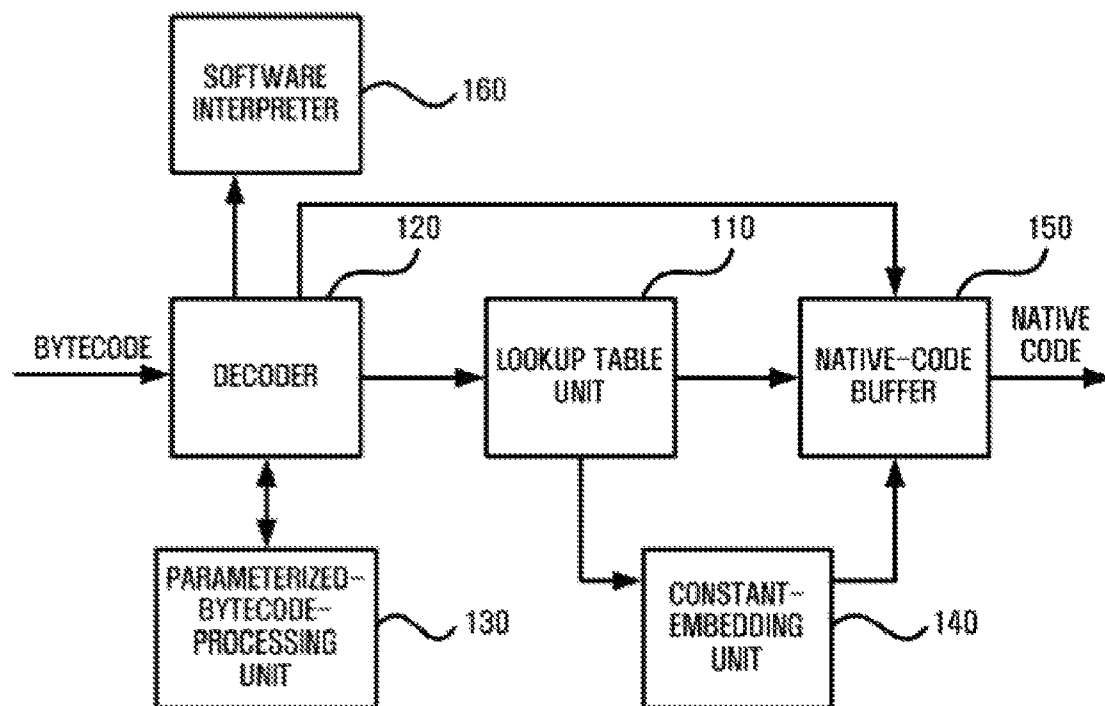 SOFTWARE
INTERPRETER
160
120
110
150
BYTECODE
DECODER
LOOKUP TABLE
UNIT
NATIVE-CODE
BUFFER
NATIVE
CODE
PARAMETERIZED-
BYTECODE-
PROCESSING
UNIT
130
CONSTANT-
EMBEDDING
UNIT
140